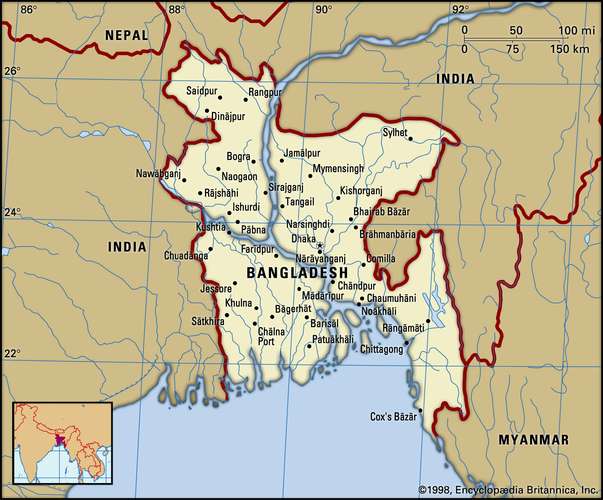 86°
88°
90°
92°
NEPAL
0 50 100 mi
0 75 150 km
26°
INDIA
Saidpur
Rangpur
Dinājpur
Sylhet
Bogra
Jamālpur
Nawābganj
Naogaon
Mymensingh
Rājshāhi
Sirajganj
Kishorganj
Ishurdi
Tangail
24°
Kushtia
Pābna
Narsinghdi
Bhairab Bāzār
Dhaka
Brāhmanbāria
INDIA
Chuadanga
Faridpur
Nārāyanganj
Comilla
BANGLADESH
Jessore
Mādāripur
Chāndpur
Khulna
Bāgerhāt
Chaumuhāni
Sātkhira
Noākhāli
Chālna
Port
Barisāl
Rāngāmāti
Patuākhāli
Chittagong
22°
Cox's Bāzār
MYANMAR
88°
90°
92°
©1998, Encyclopædia Britannica, Inc.